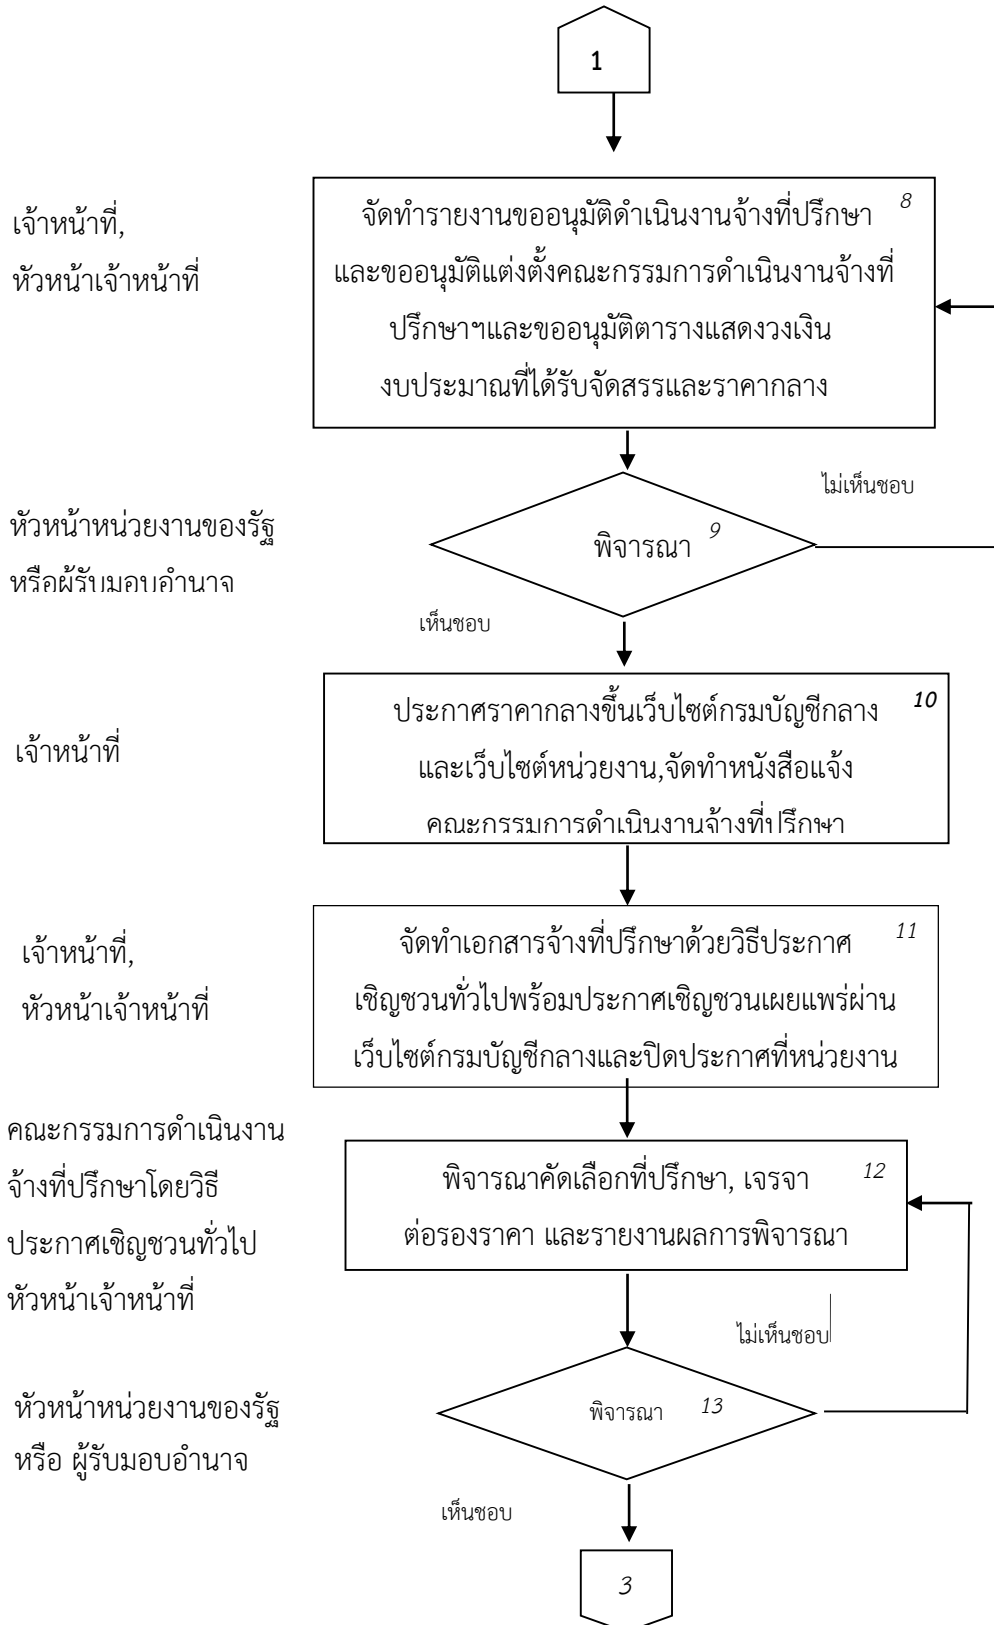 1
เจ้าหน้าที่,
หัวหน้าเจ้าหน้าที่
จัดทำรายงานขออนุมัติดำเนินงานจ้างที่ปรึกษา 8
และขออนุมัติแต่งตั้งคณะกรรมการดำเนินงานจ้างที่
ปรึกษาฯและขออนุมัติตารางแสดงวงเงิน
งบประมาณที่ได้รับจัดสรรและราคากลาง
ไม่เห็นชอบ
หัวหน้าหน่วยงานของรัฐ
หรือผู้รับมอบอำนาจ
พิจารณา 9
เห็นชอบ
เจ้าหน้าที่
ประกาศราคากลางขึ้นเว็บไซต์กรมบัญชีกลาง 10
และเว็บไซต์หน่วยงาน,จัดทำหนังสือแจ้ง
คณะกรรมการดำเนินงานจ้างที่ปรึกษา
เจ้าหน้าที่,
หัวหน้าเจ้าหน้าที่
จัดทำเอกสารจ้างที่ปรึกษาด้วยวิธีประกาศ 11
เชิญชวนทั่วไปพร้อมประกาศเชิญชวนเผยแพร่ผ่าน
เว็บไซต์กรมบัญชีกลางและปิดประกาศที่หน่วยงาน
คณะกรรมการดำเนินงาน
จ้างที่ปรึกษาโดยวิธี
ประกาศเชิญชวนทั่วไป
หัวหน้าเจ้าหน้าที่
พิจารณาคัดเลือกที่ปรึกษา, เจรจา 12
ต่อรองราคา และรายงานผลการพิจารณา
ไม่เห็นชอบ
หัวหน้าหน่วยงานของรัฐ
หรือ ผู้รับมอบอำนาจ
พิจารณา 13
เห็นชอบ
3